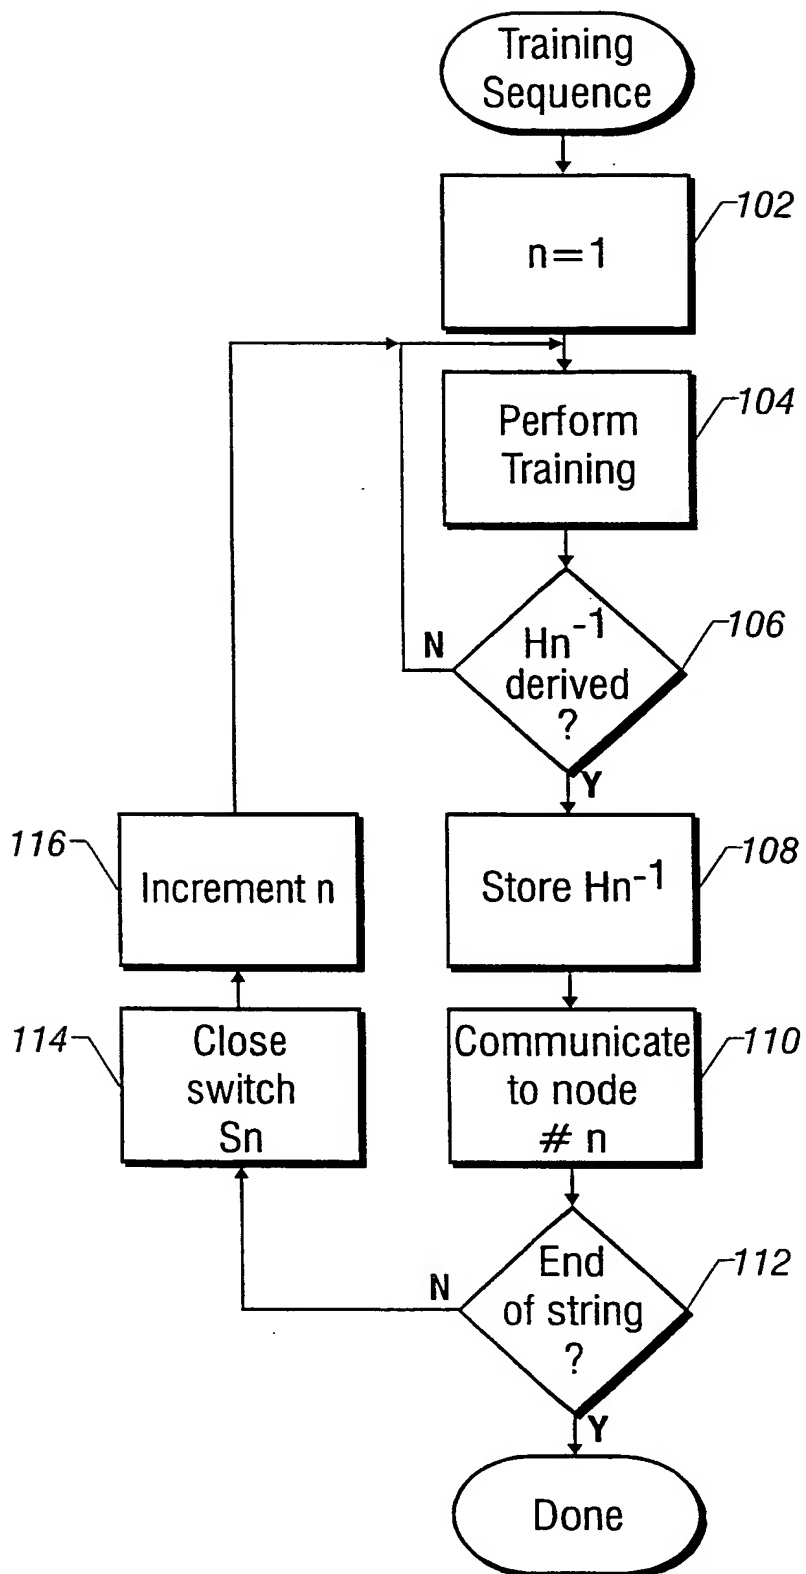 Training
Sequence
102
n=1
104
Perform
Training
106
N
Hn⁻¹
derived
?
Y
116
Increment n
108
Store Hn⁻¹
114
Close
switch
Sn
110
Communicate
to node
# n
112
N
End
of string
?
Y
Done